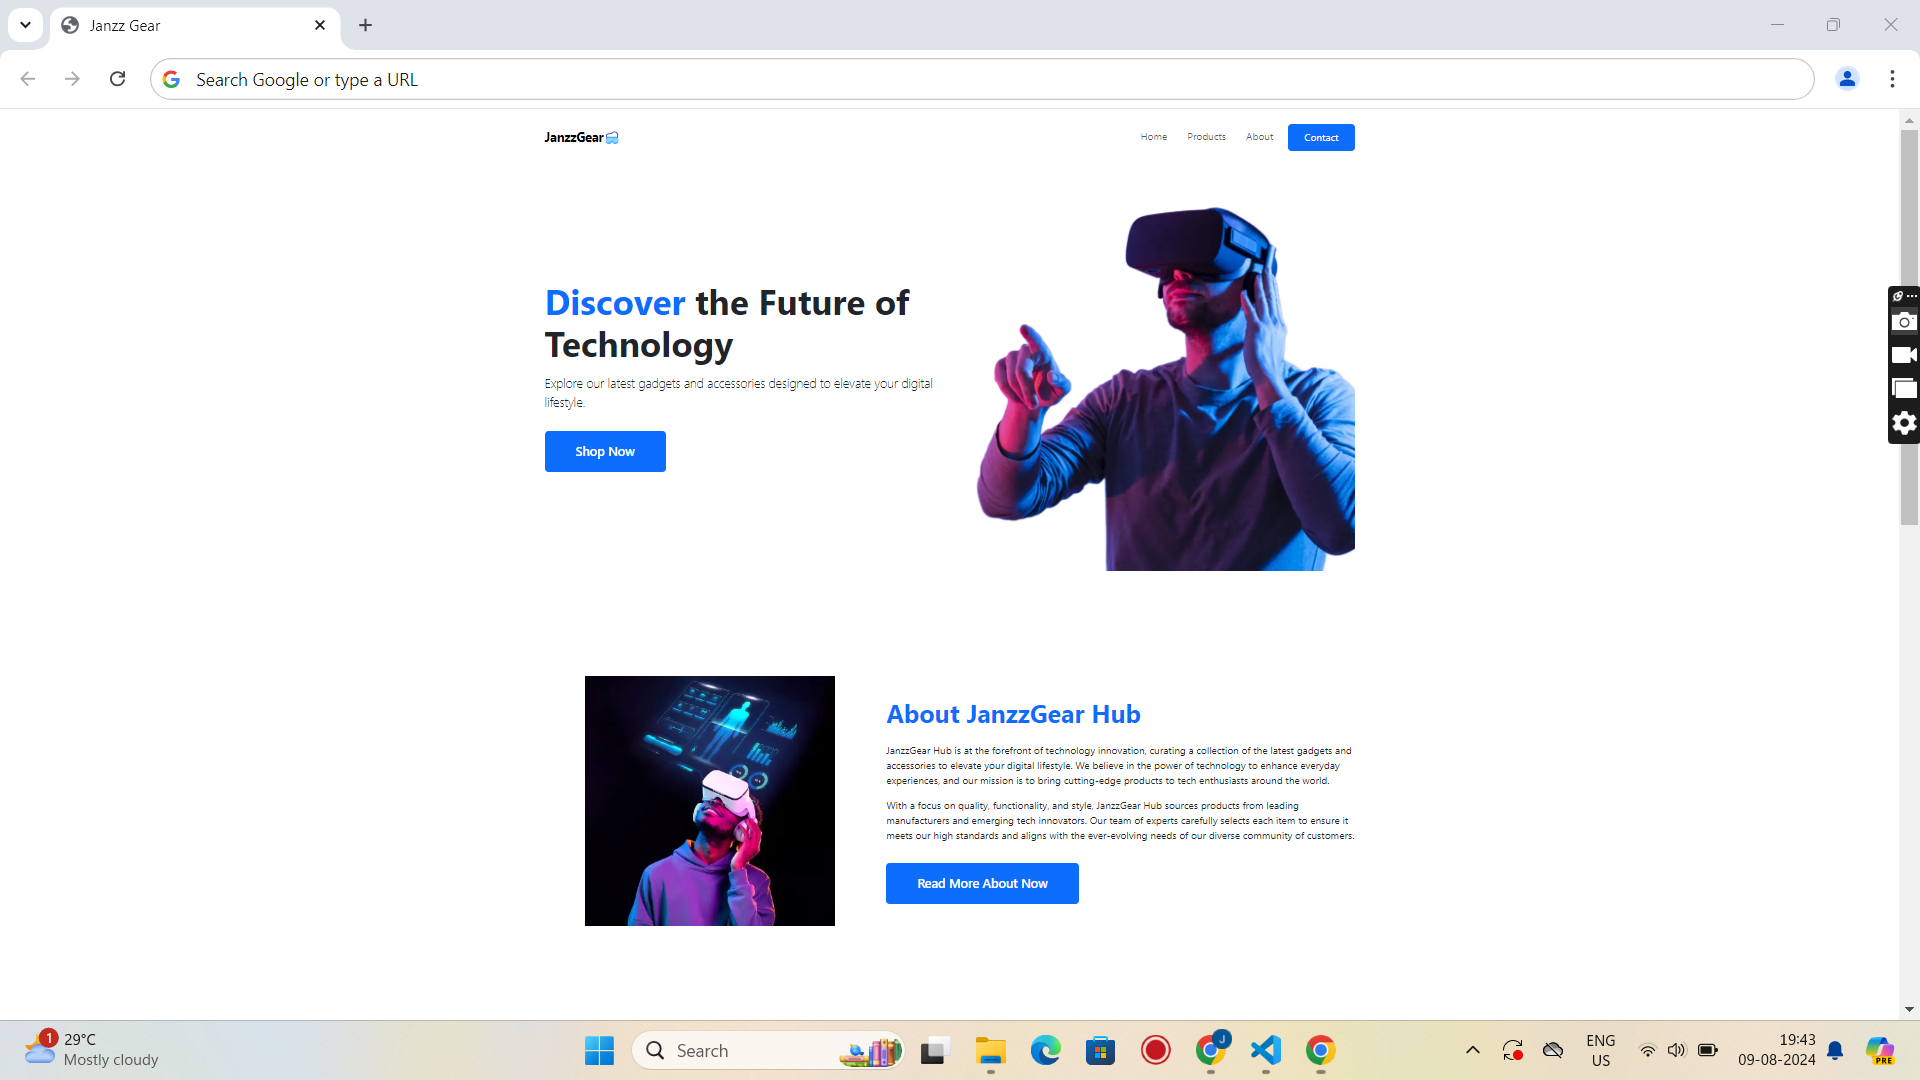 Janzz Gear
Search Google or type a URL
JanzzGear
Home Products About Contact
Discover the Future of
Technology
Explore our latest gadgets and accessories designed to elevate your digital
lifestyle.
Shop Now
About JanzzGear Hub
JanzzGear Hub is at the forefront of technology innovation, curating a collection of the latest gadgets and
accessories to elevate your digital lifestyle. We believe in the power of technology to enhance everyday
experiences, and our mission is to bring cutting-edge products to tech enthusiasts around the world.
With a focus on quality, functionality, and style, JanzzGear Hub sources products from leading
manufacturers and emerging tech innovators. Our team of experts carefully selects each item to ensure it
meets our high standards and aligns with the ever-evolving needs of our diverse community of customers.
Read More About Now
1
29°C
Mostly cloudy
Search
J
ENG
US
19:43
09-08-2024
PRE